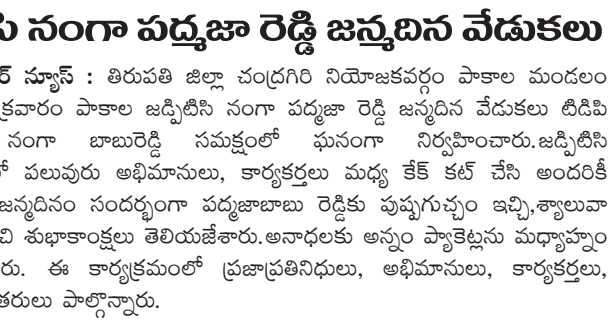 సి నంగా పద్మజా రెడ్డి జన్మదిన వేడుకలు
ర్ న్యూస్ : తిరుపతి జిల్లా చంద్రగిరి నియోజకవర్గం పాకాల మండలం
క్రవారం పాకాల జడ్పిటిసి నంగా పద్మజా రెడ్డి జన్మదిన వేడుకలు టిడిపి
నంగా బాబురెడ్డి సమక్షంలో ఘనంగా నిర్వహించారు.జడ్పిటిసి
లో పలువురు అభిమానులు, కార్యకర్తలు మధ్య కేక్ కట్ చేసి అందరికీ
జన్మదినం సందర్భంగా పద్మజాబాబు రెడ్డికు పుష్పగుచ్ఛం ఇచ్చి,శ్యాలువా
చి శుభాకాంక్షలు తెలియజేశారు.అనాధలకు అన్నం ప్యాకెట్లను మధ్యాహ్నం
రు. ఈ కార్యక్రమంలో ప్రజాప్రతినిధులు, అభిమానులు, కార్యకర్తలు,
తరులు పాల్గొన్నారు.